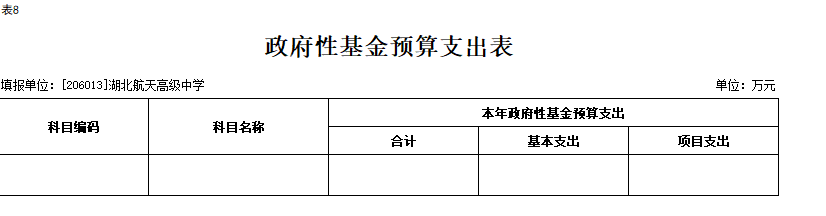 表8
政府性基金预算支出表
填报单位：[206013]湖北航天高级中学 单位：万元
科目编码 科目名称 本年政府性基金预算支出
合计 基本支出 项目支出